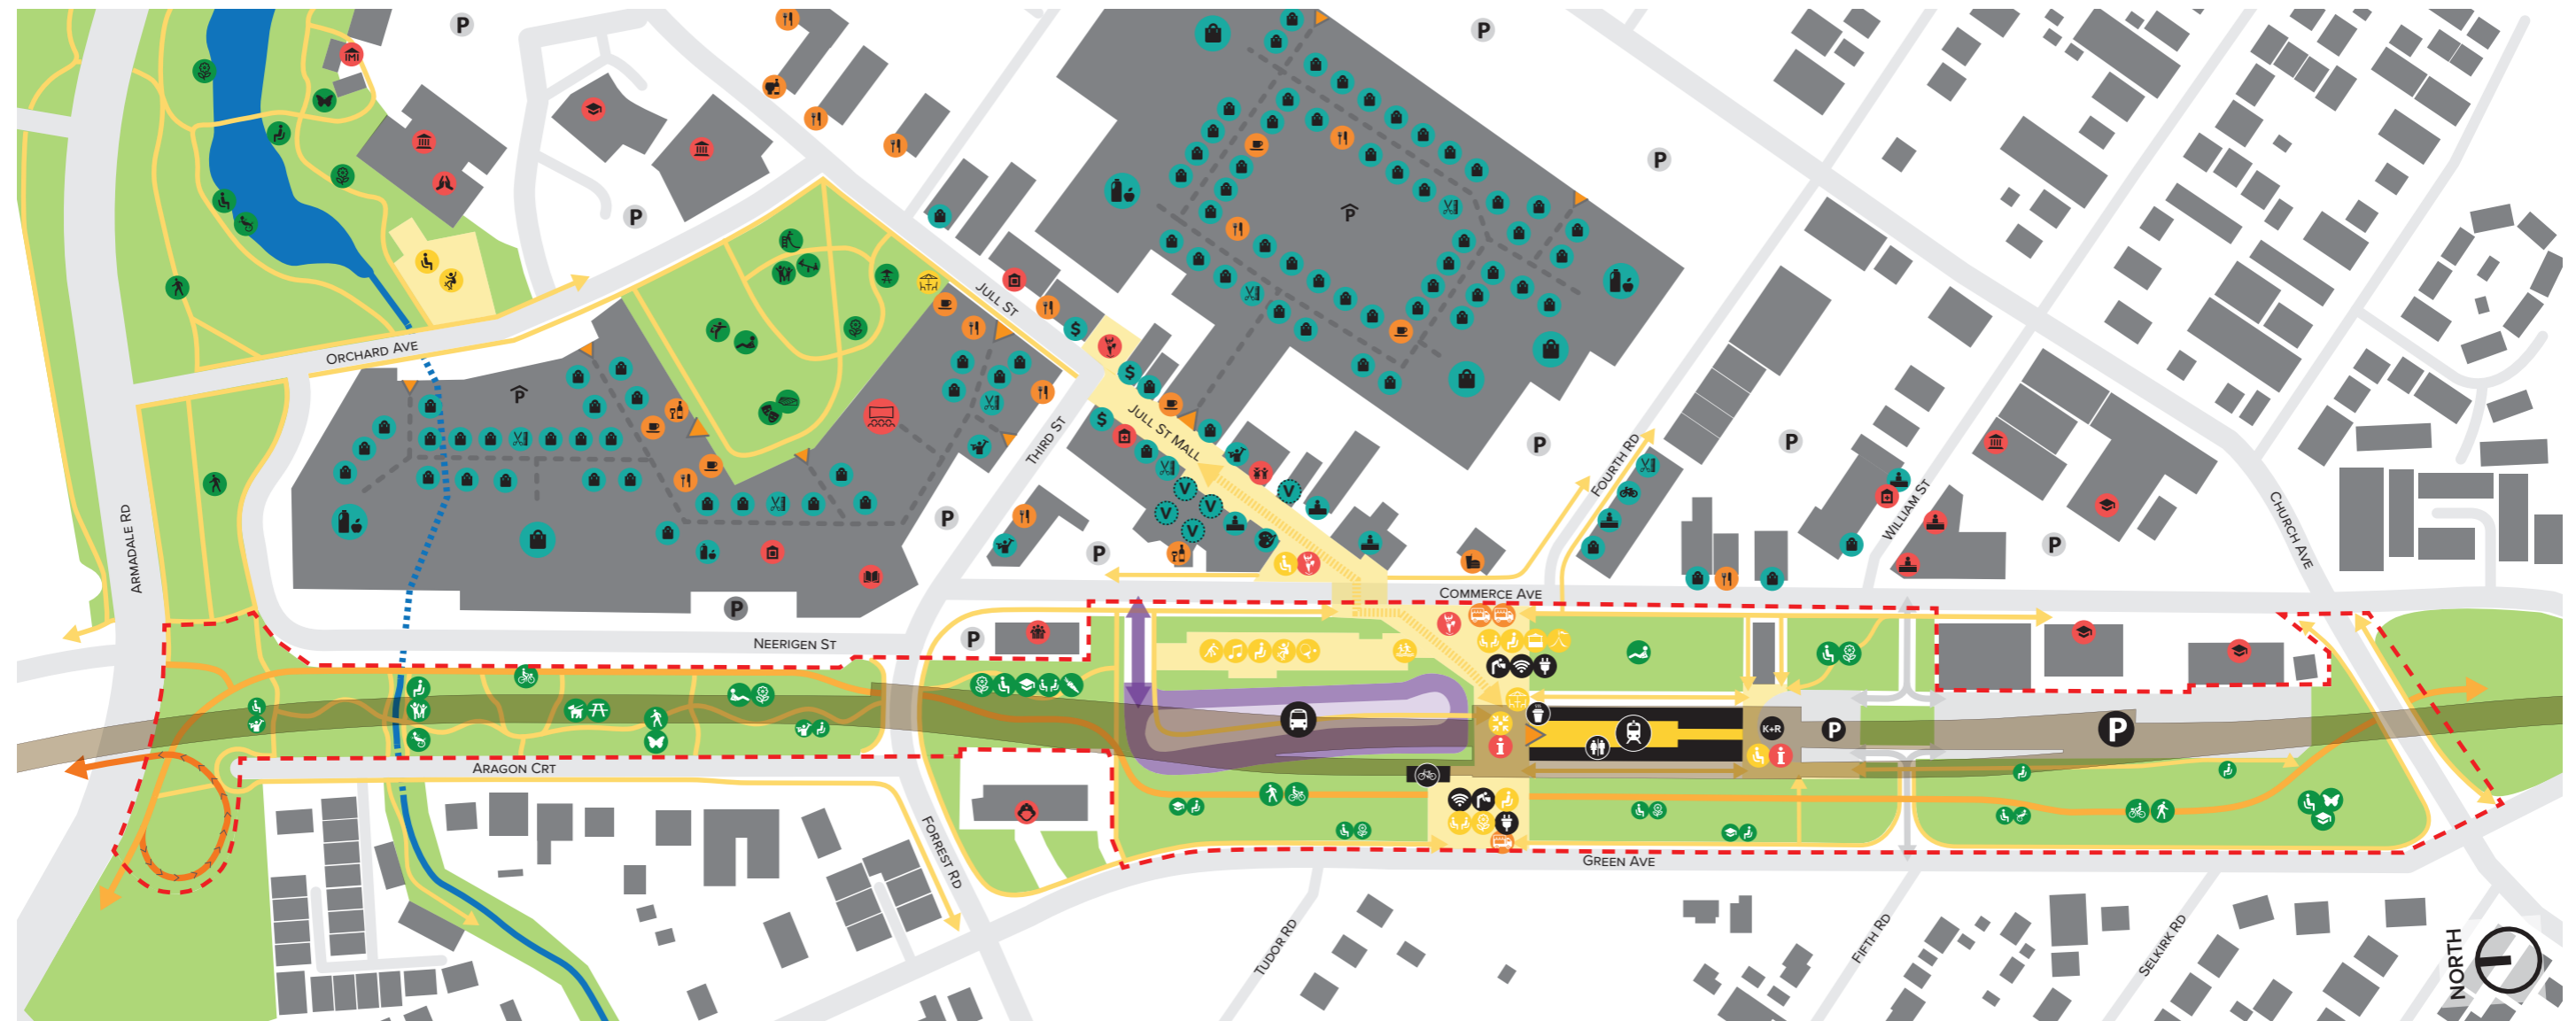 P
P
P
P
P
JULL ST
ORCHARD AVE
P
$
$
$
JULL ST MALL
THIRD ST
FOURTH RD
P
P
V
V
V
V
V
P
P
P
P
WILLIAM ST
CHURCH AVE
ARMADALE RD
COMMERCE AVE
P
NEERIGEN ST
K+R
P
P
i
i
ARAGON CRT
FORREST RD
GREEN AVE
TUDOR RD
FIFTH RD
SELKIRK RD
NORTH